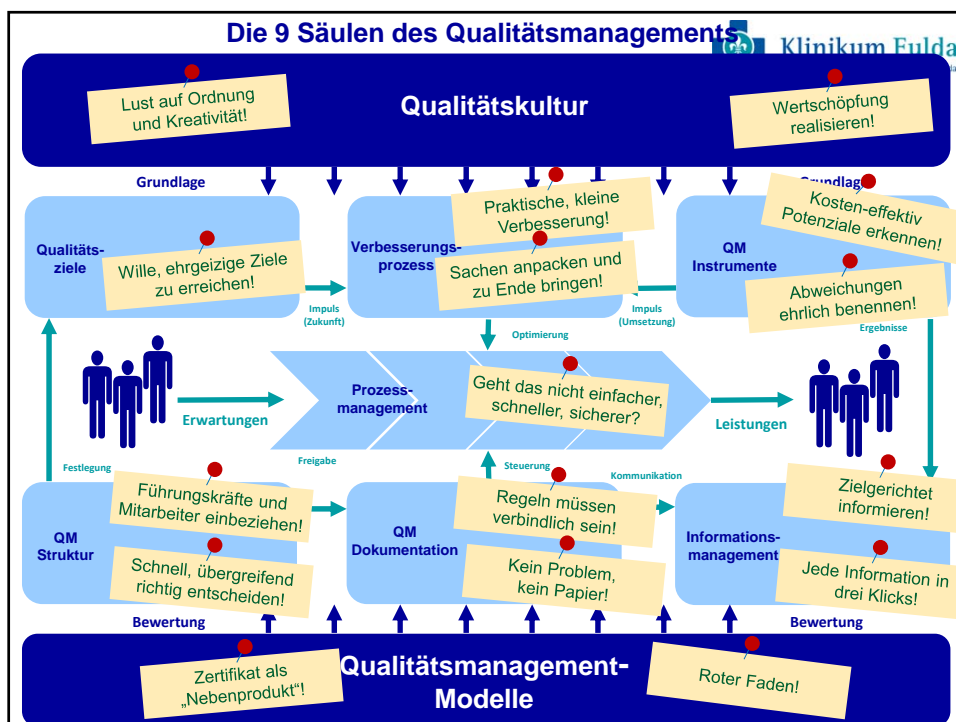 Die 9 Säulen des Qualitätsmanagements
Klinikum Fulda
Lust auf Ordnung
und Kreativität!
Qualitätskultur
Wertschöpfung
realisieren!
Grundlage
Grundlage
Qualitäts-
ziele
Wille, ehrgeizige Ziele
zu erreichen!
Verbesserungs-
prozess
Praktische, kleine
Verbesserung!
Sachen anpacken und
zu Ende bringen!
QM
Instrumente
Kosten-effektiv
Potenziale erkennen!
Abweichungen
ehrlich benennen!
Impuls
(Zukunft)
Optimierung
Impuls
(Umsetzung)
Ergebnisse
Erwartungen
Prozess-
management
Geht das nicht einfacher,
schneller, sicherer?
Leistungen
Festlegung
Freigabe
Steuerung
Kommunikation
QM
Struktur
Führungskräfte und
Mitarbeiter einbeziehen!
Schnell, übergreifend
richtig entscheiden!
QM
Dokumentation
Regeln müssen
verbindlich sein!
Kein Problem,
kein Papier!
Informations-
management
Zielgerichtet
informieren!
Jede Information in
drei Klicks!
Bewertung
Bewertung
Zertifikat als
„Nebenprodukt“!
Qualitätsmanagement-
Modelle
Roter Faden!